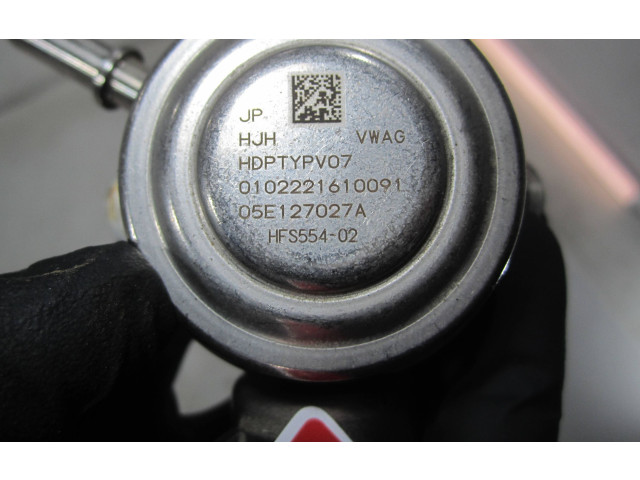 JP
HJH VWAG
HDPTYPV07
0102221610091
05E127027A
HFS554-02